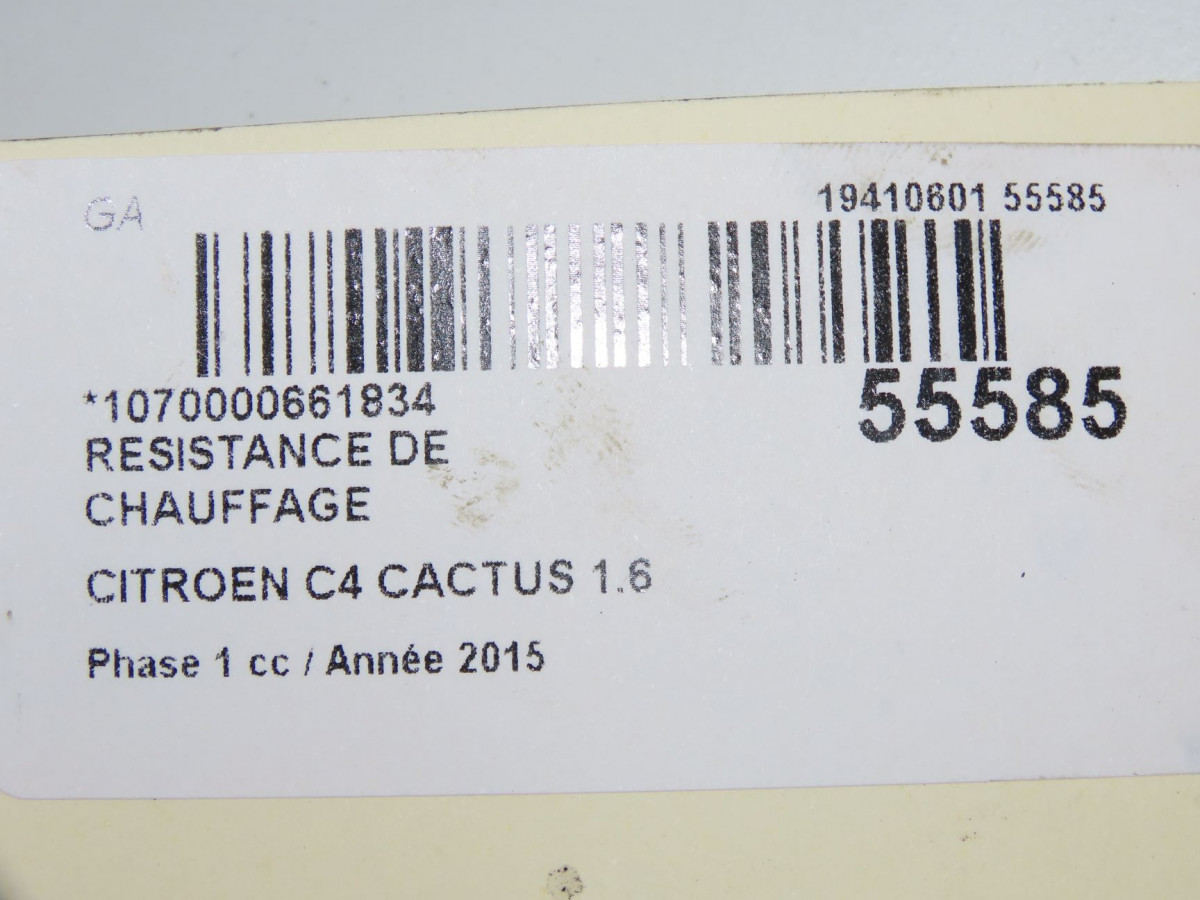 GA
19410601 55585
*1070000661834
55585
RESISTANCE DE
CHAUFFAGE
CITROEN C4 CACTUS 1.6
Phase 1 cc / Année 2015